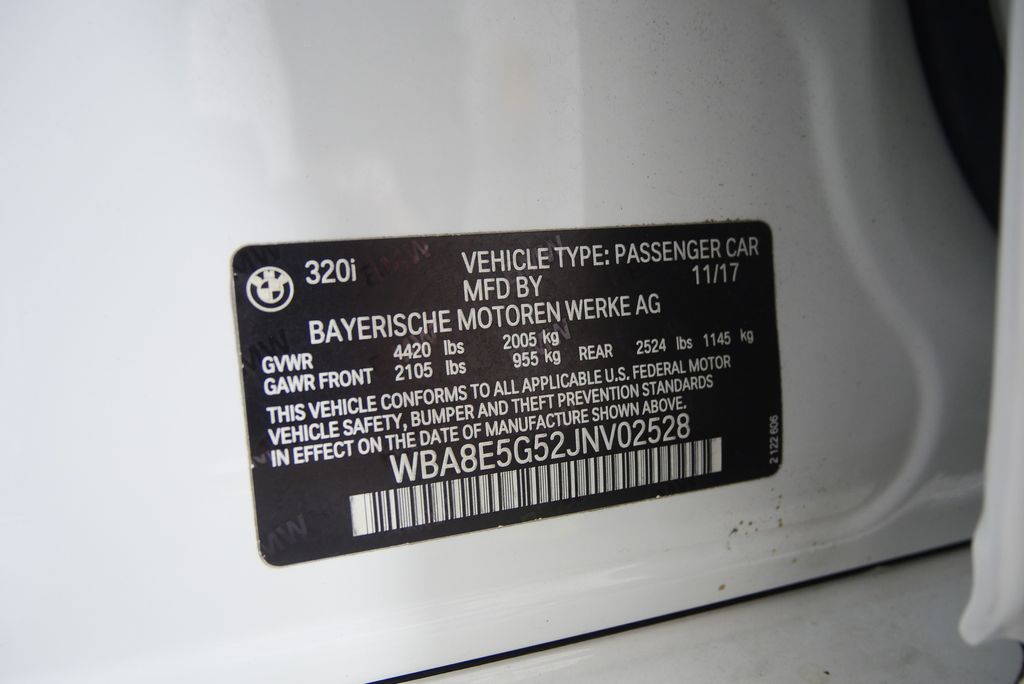 320i VEHICLE TYPE: PASSENGER CAR
MFD BY 11/17
BAYERISCHE MOTOREN WERKE AG
GVWR 4420 lbs 2005 kg
GAWR FRONT 2105 lbs 955 kg REAR 2524 lbs 1145 kg
THIS VEHICLE CONFORMS TO ALL APPLICABLE U.S. FEDERAL MOTOR
VEHICLE SAFETY, BUMPER AND THEFT PREVENTION STANDARDS
IN EFFECT ON THE DATE OF MANUFACTURE SHOWN ABOVE.
WBA8E5G52JNV02528
2 122 606